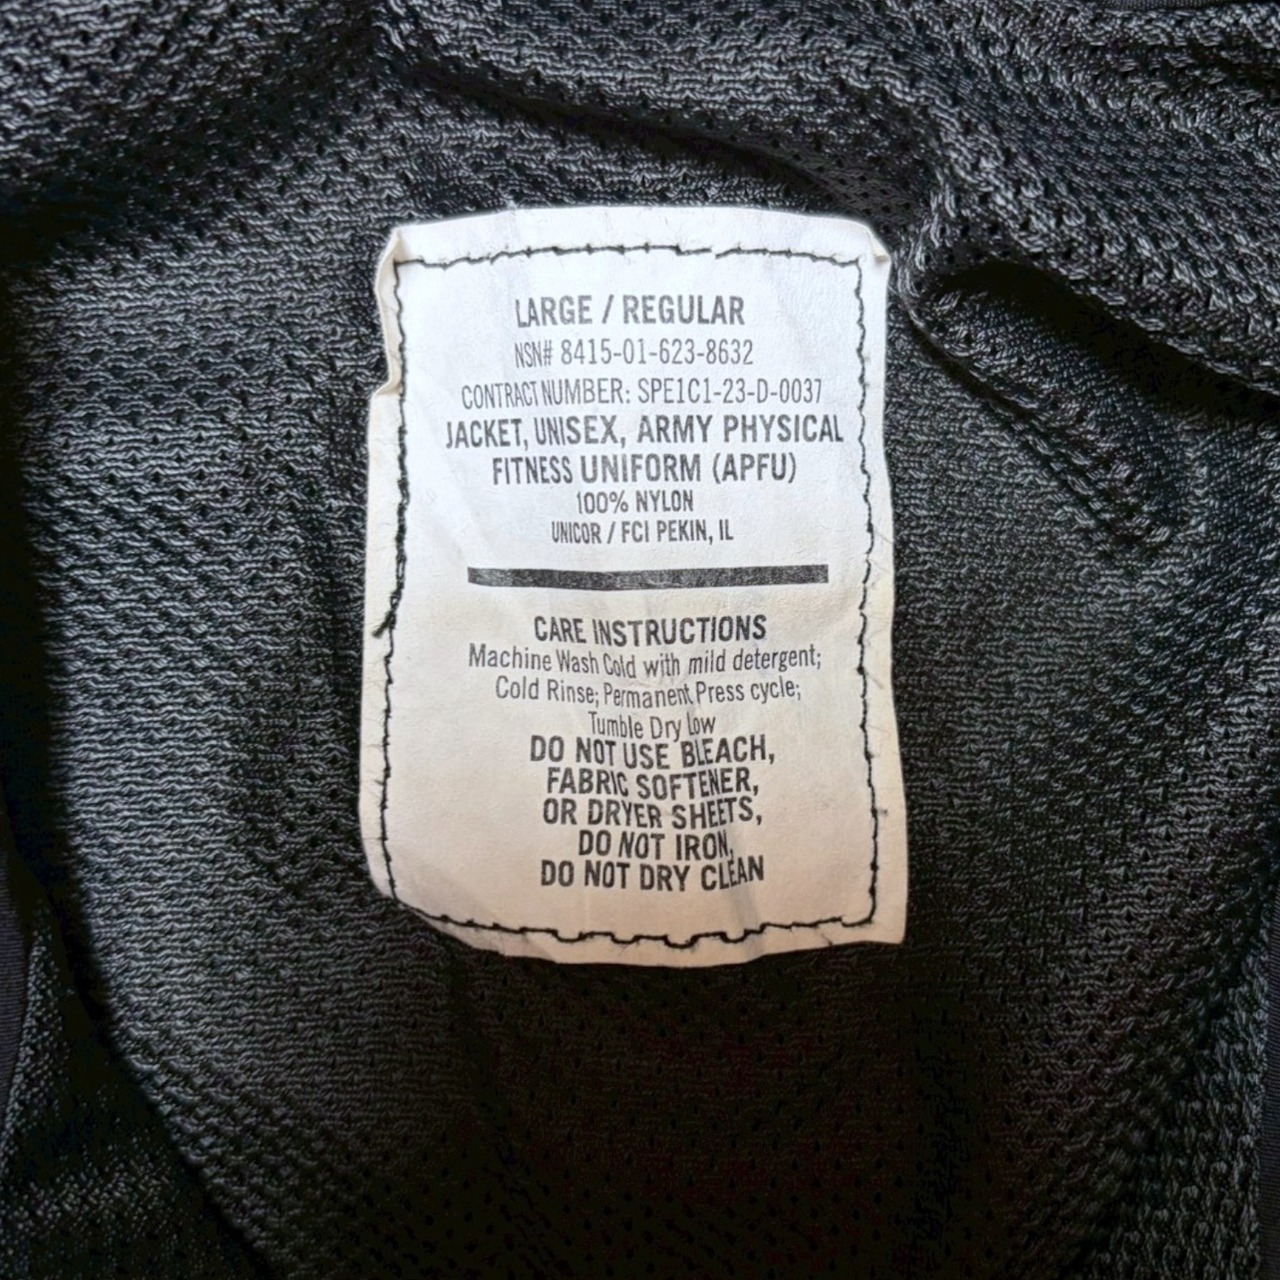 LARGE / REGULAR
NSN# 8415-01-623-8632
CONTRACT NUMBER: SPE1C1-23-D-0037
JACKET, UNISEX, ARMY PHYSICAL
FITNESS UNIFORM (APFU)
100% NYLON
UNICOR / FCI PEKIN, IL
CARE INSTRUCTIONS
Machine Wash Cold with mild detergent;
Cold Rinse; Permanent Press cycle;
Tumble Dry Low
DO NOT USE BLEACH,
FABRIC SOFTENER,
OR DRYER SHEETS,
DO NOT IRON,
DO NOT DRY CLEAN